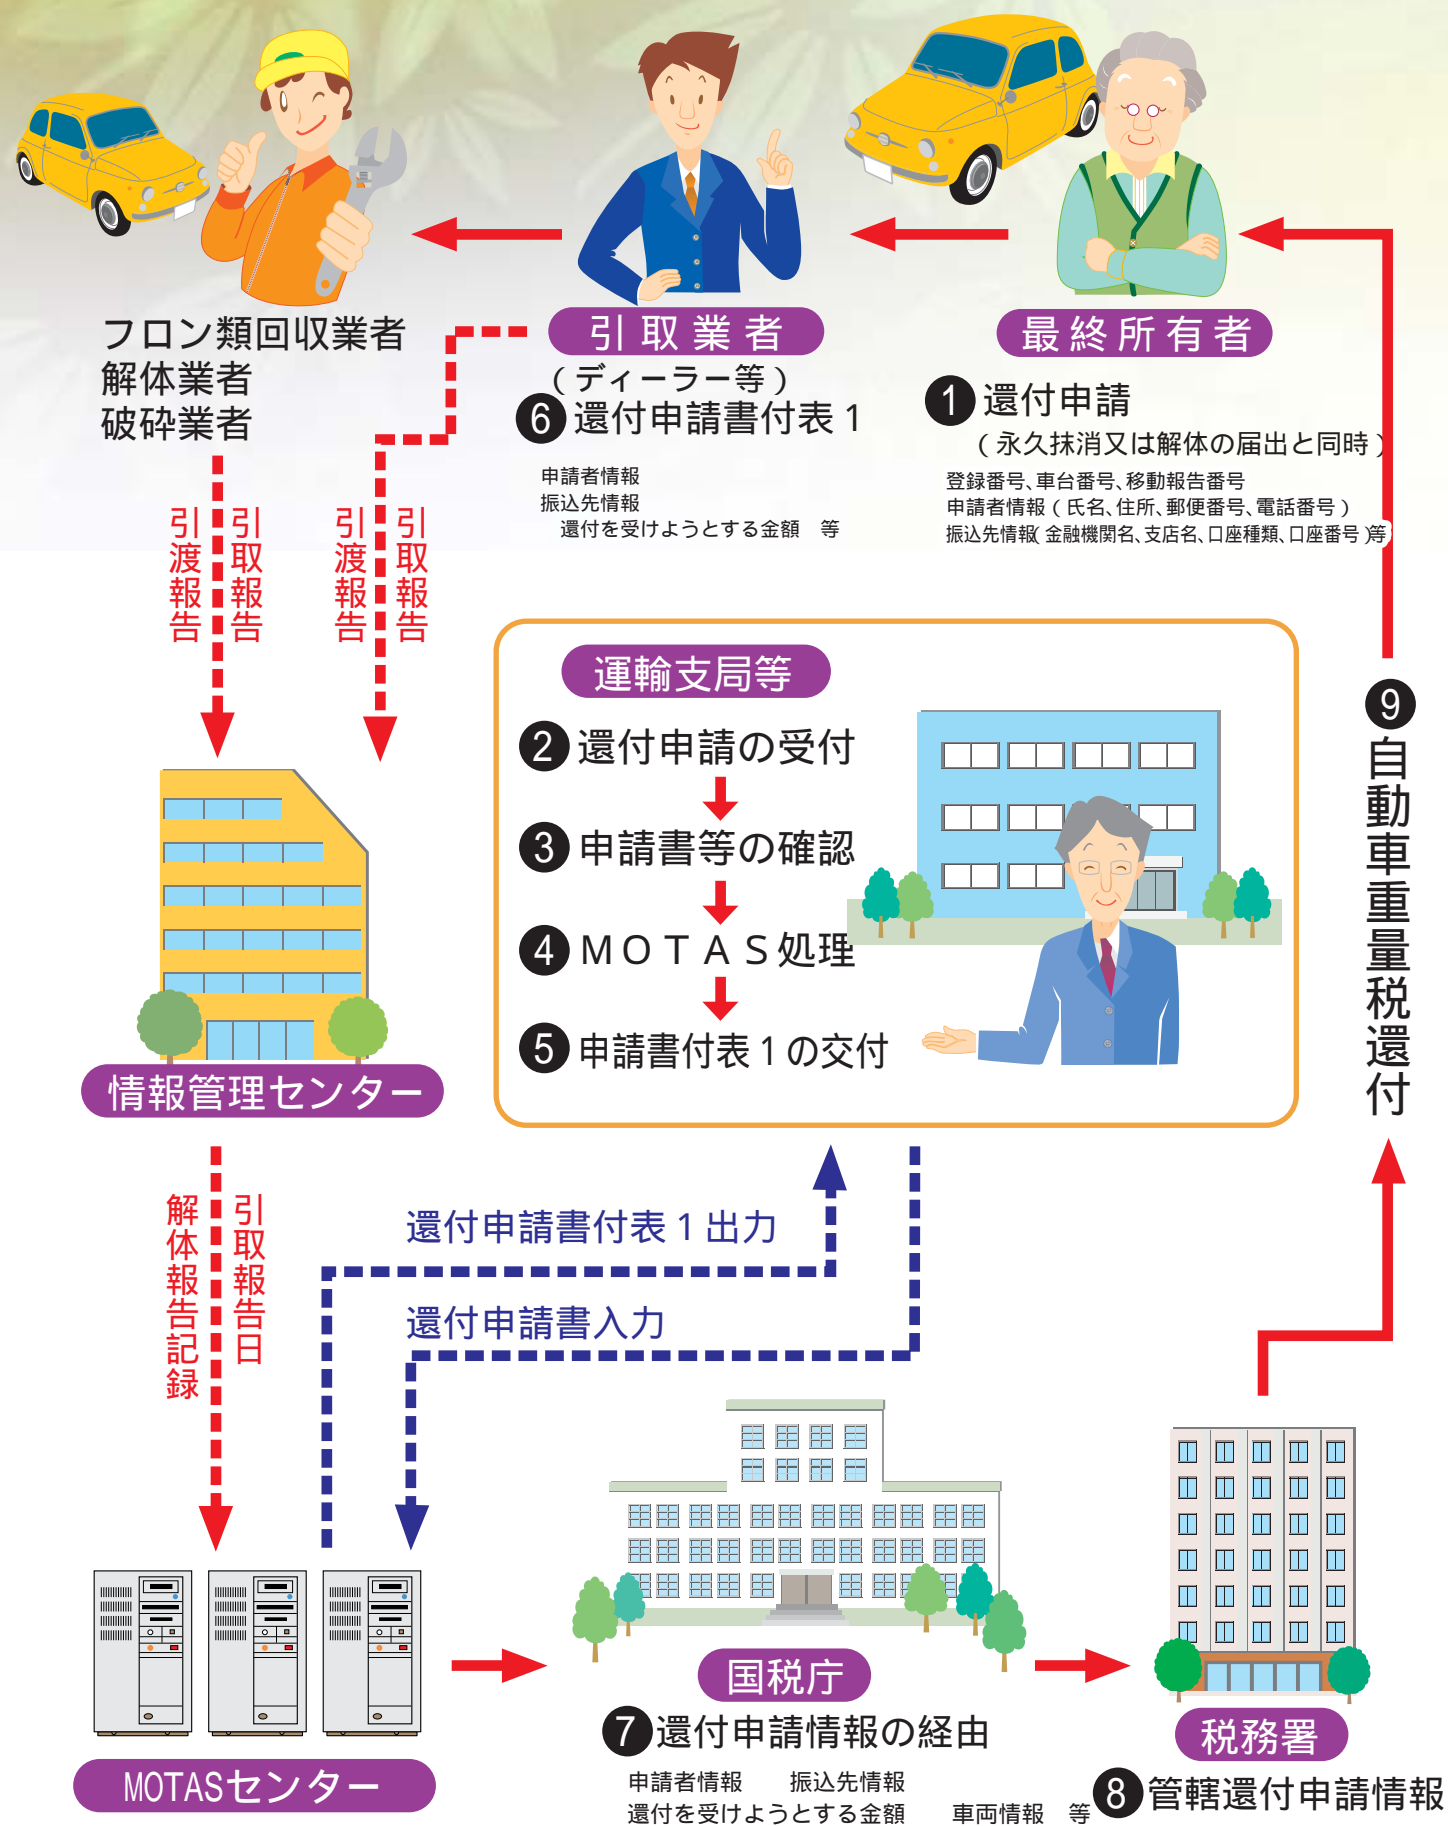 フロン類回収業者
解体業者
破砕業者
引取業者
(ディーラー等)
6 還付申請書付表1
申請者情報
振込先情報
還付を受けようとする金額 等
最終所有者
1 還付申請
(永久抹消又は解体の届出と同時)
登録番号、車台番号、移動報告番号
申請者情報(氏名、住所、郵便番号、電話番号)
振込先情報(金融機関名、支店名、口座種類、口座番号)等
引渡報告
引取報告
引渡報告
引取報告
運輸支局等
2 還付申請の受付
3 申請書等の確認
4 MOTAS処理
5 申請書付表1の交付
9 自動車重量税還付
情報管理センター
解体報告記録
引取報告日
還付申請書付表1出力
還付申請書入力
MOTASセンター
国税庁
7 還付申請情報の経由
申請者情報 振込先情報
還付を受けようとする金額 車両情報 等
税務署
8 管轄還付申請情報